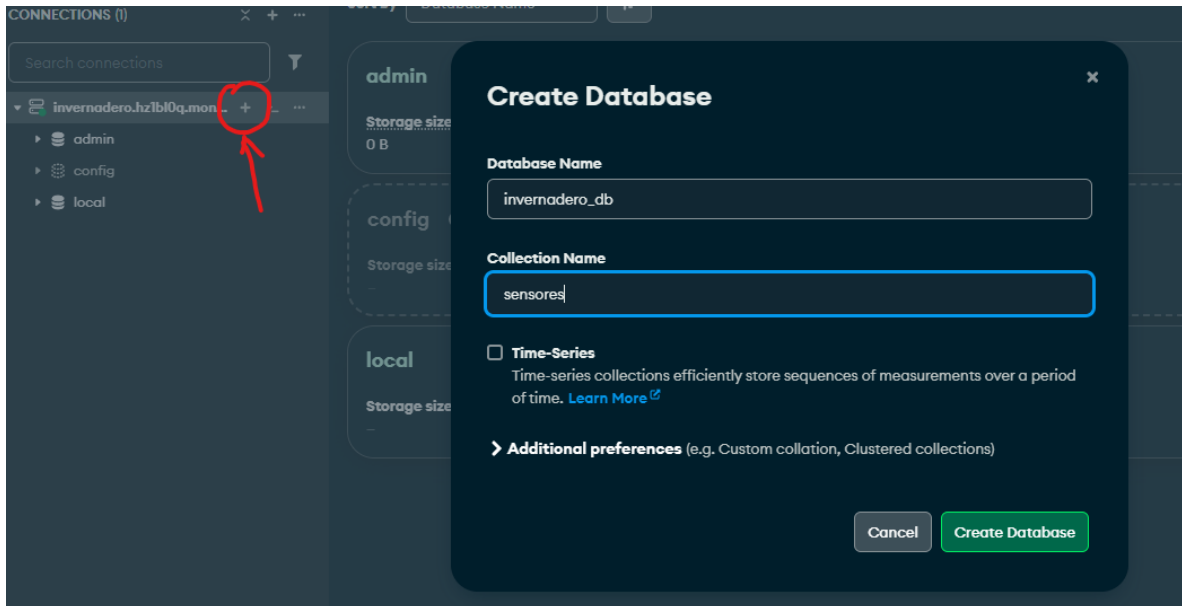 CONNECTIONS (1)
Search connections
invernadero.hz1bl0q.mon...
admin
config
local
Database Name
admin
Storage size
0 B
config
Storage size
local
Storage size
Create Database
Database Name
invernadero_db
Collection Name
sensores
Time-Series
Time-series collections efficiently store sequences of measurements over a period
of time. Learn More
Additional preferences (e.g. Custom collation, Clustered collections)
Cancel
Create Database